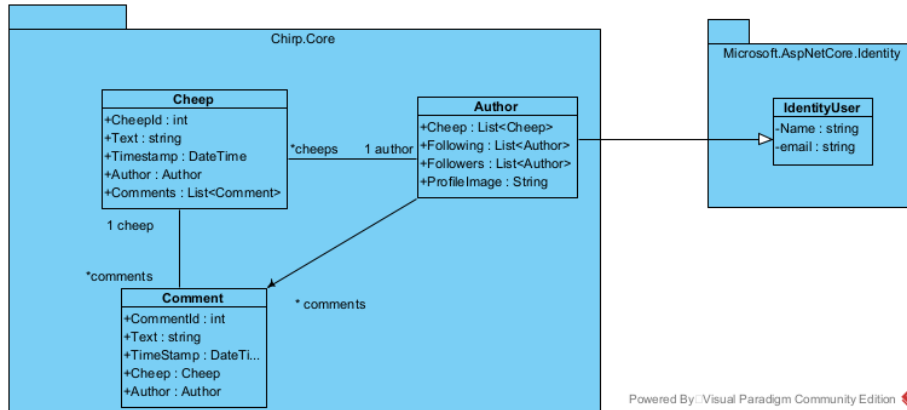 Chirp.Core
Cheep
+CheepId : int
+Text : string
+Timestamp : DateTime
+Author : Author
+Comments : List<Comment>
*cheeps
1 author
Author
+Cheep : List<Cheep>
+Following : List<Author>
+Followers : List<Author>
+ProfileImage : String
1 cheep
*comments
* comments
Comment
+CommentId : int
+Text : string
+TimeStamp : DateTi...
+Cheep : Cheep
+Author : Author
Microsoft.AspNetCore.Identity
IdentityUser
-Name : string
-email : string
Powered By Visual Paradigm Community Edition